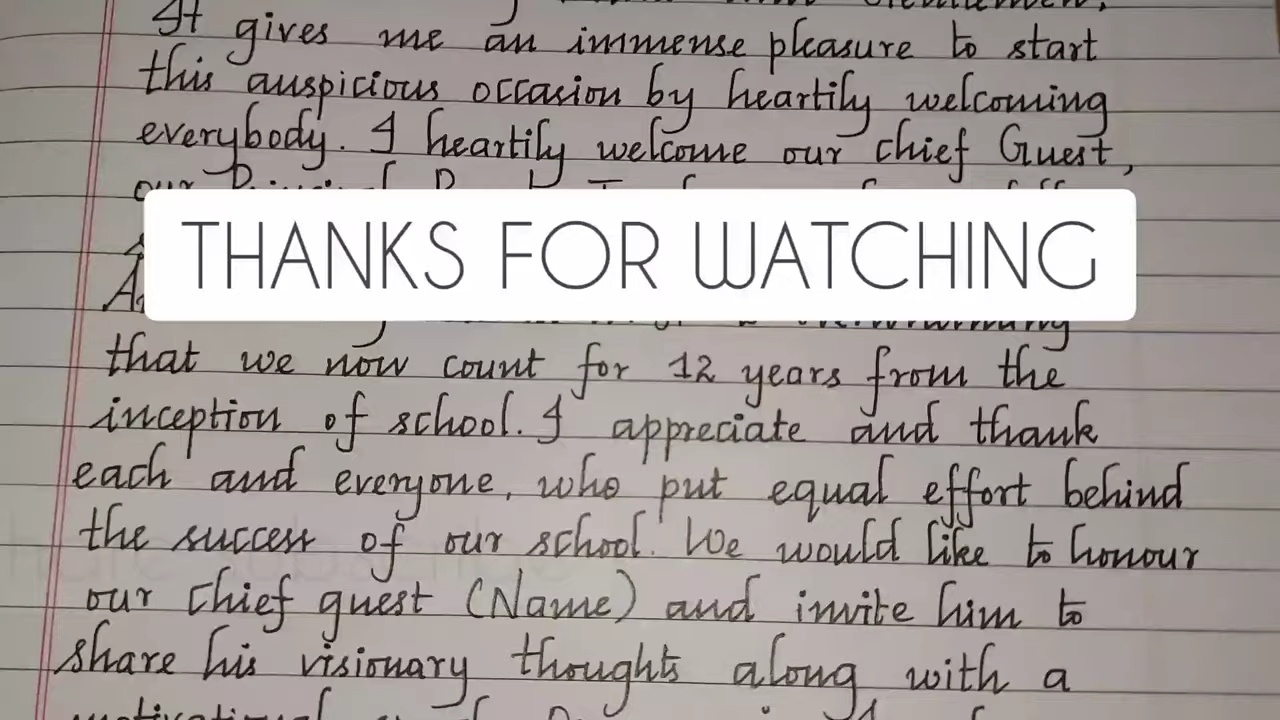 It gives me an immense pleasure to start
this auspicious occasion by heartily welcoming
everybody. I heartily welcome our chief Guest,
our
THANKS FOR WATCHING
that we now count for 12 years from the
inception of school. I appreciate and thank
each and everyone, who put equal effort behind
the success of our school. We would like to honour
our chief guest (Name) and invite him to
share his visionary thoughts along with a
motivational